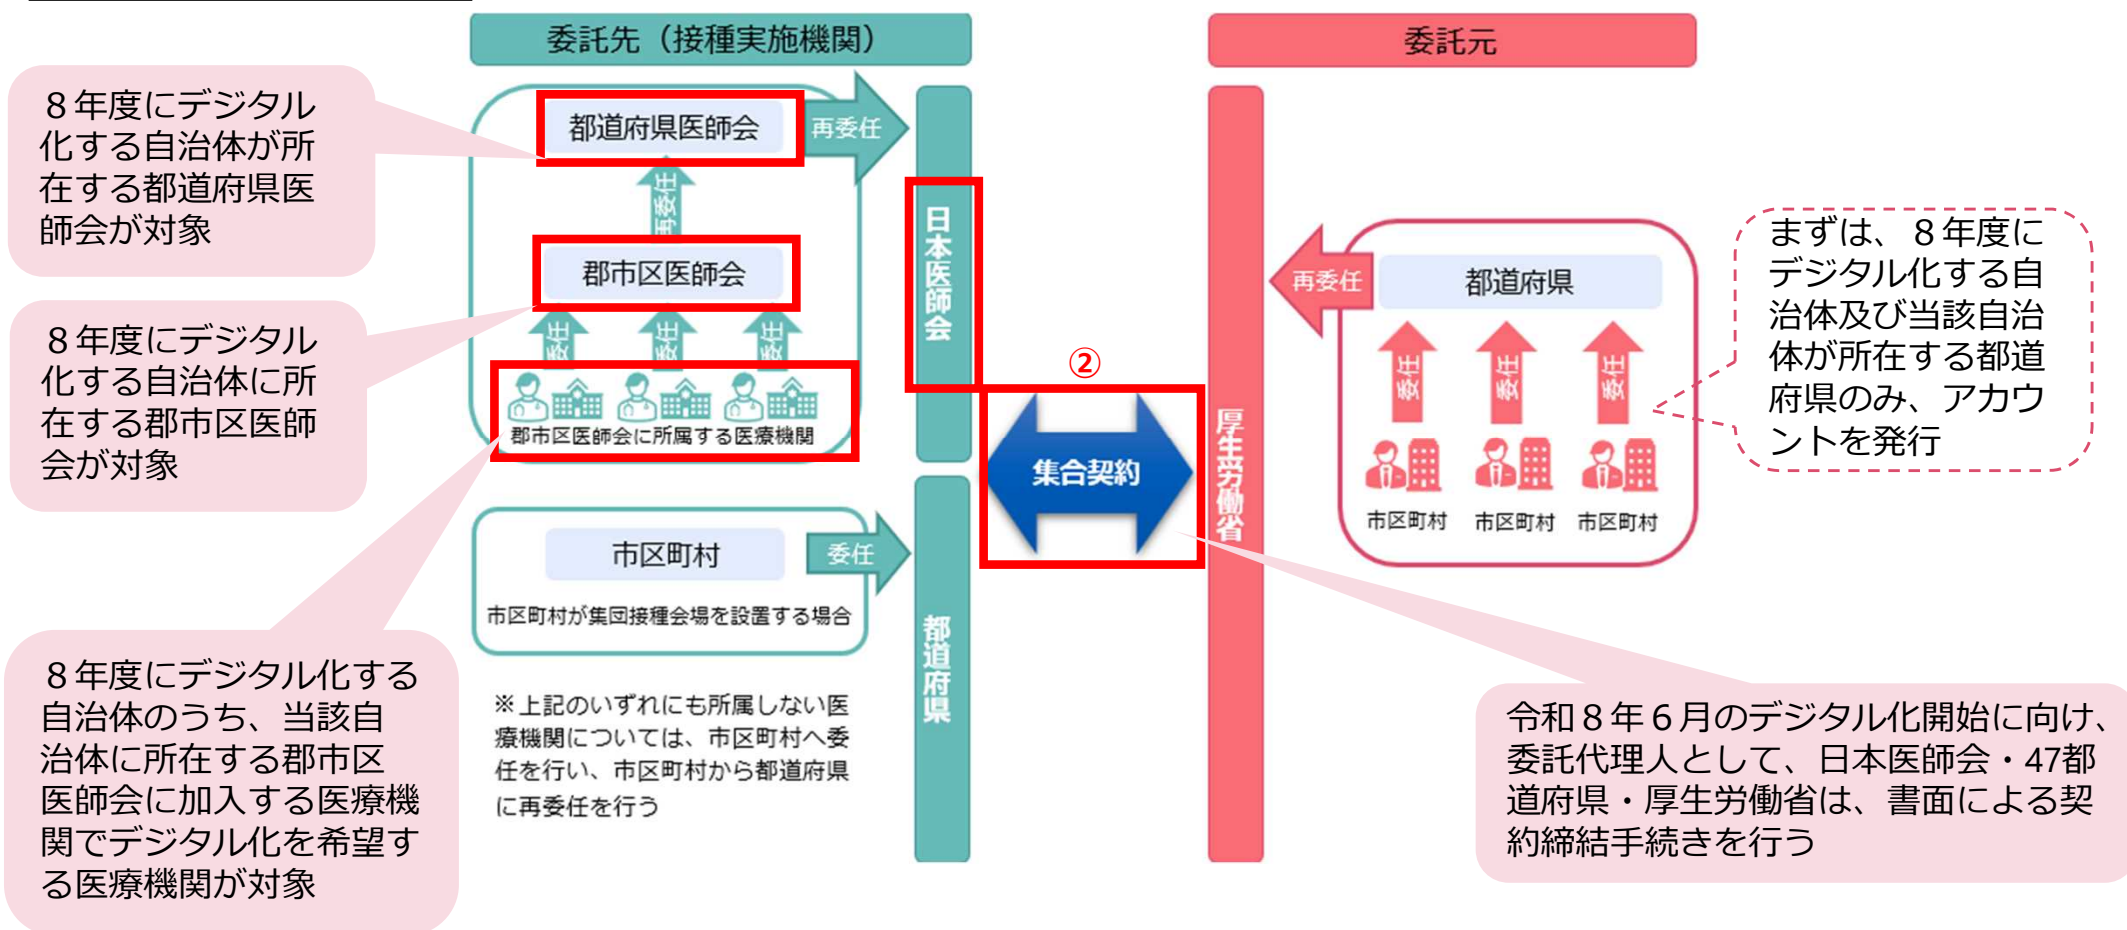 委託先（接種実施機関）
委託元
８年度にデジタル
化する自治体が所
在する都道府県医
師会が対象
都道府県医師会
再委任
再委任
郡市区医師会
８年度にデジタル
化する自治体に所
在する郡市区医師
会が対象
委任
委任
委任
郡市区医師会に所属する医療機関
日本医師会
市区町村
委任
市区町村が集団接種会場を設置する場合
都道府県
※上記のいずれにも所属しない医
療機関については、市区町村へ委
任を行い、市区町村から都道府県
に再委任を行う
８年度にデジタル化する
自治体のうち、当該自
治体に所在する郡市区
医師会に加入する医療機
関でデジタル化を希望す
る医療機関が対象
②
集合契約
厚生労働省
再委任
都道府県
委任
委任
委任
市区町村
市区町村
市区町村
まずは、８年度に
デジタル化する自
治体及び当該自治
体が所在する都道
府県のみ、アカウ
ントを発行
令和８年６月のデジタル化開始に向け、
委託代理人として、日本医師会・47都
道府県・厚生労働省は、書面による契
約締結手続きを行う